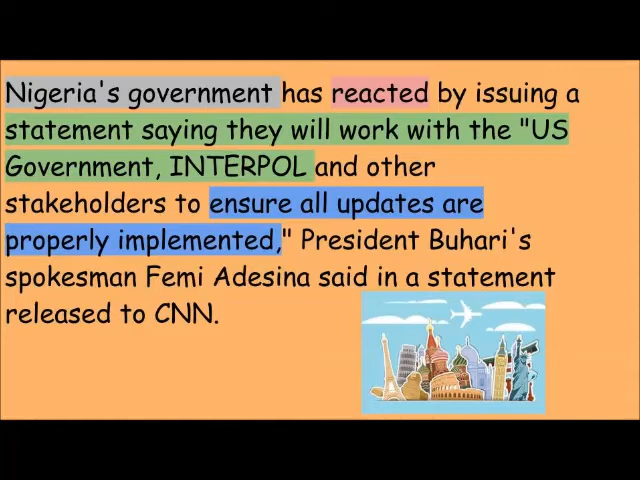 Nigeria's government has reacted by issuing a
statement saying they will work with the "US
Government, INTERPOL and other
stakeholders to ensure all updates are
properly implemented," President Buhari's
spokesman Femi Adesina said in a statement
released to CNN.